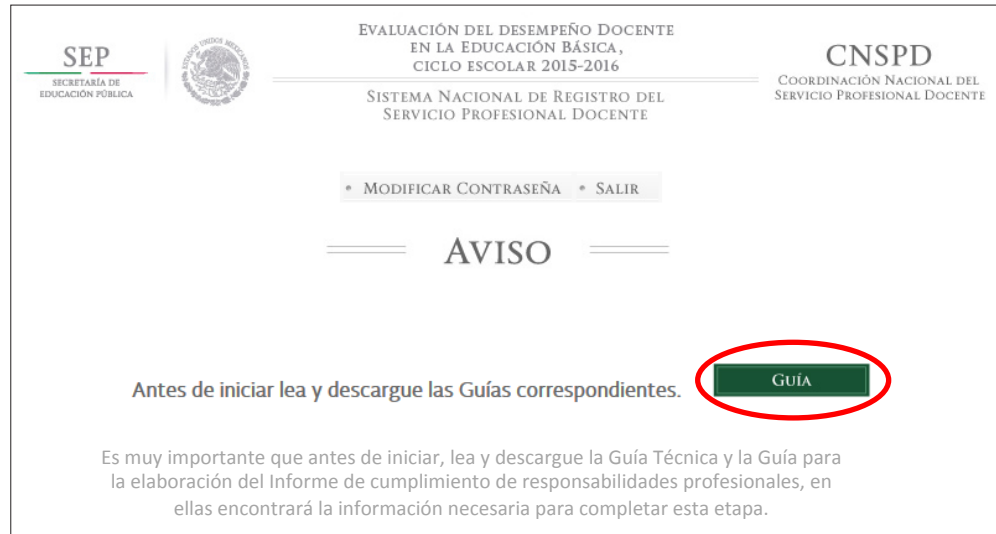 SEP
SECRETARÍA DE
EDUCACIÓN PÚBLICA
ESTADOS UNIDOS MEXICANOS
EVALUACIÓN DEL DESEMPEÑO DOCENTE
EN LA EDUCACIÓN BÁSICA,
CICLO ESCOLAR 2015-2016
SISTEMA NACIONAL DE REGISTRO DEL
SERVICIO PROFESIONAL DOCENTE
CNSPD
COORDINACIÓN NACIONAL DEL
SERVICIO PROFESIONAL DOCENTE
• MODIFICAR CONTRASEÑA • SALIR
AVISO
Antes de iniciar lea y descargue las Guías correspondientes.
GUÍA
Es muy importante que antes de iniciar, lea y descargue la Guía Técnica y la Guía para
la elaboración del Informe de cumplimiento de responsabilidades profesionales, en
ellas encontrará la información necesaria para completar esta etapa.